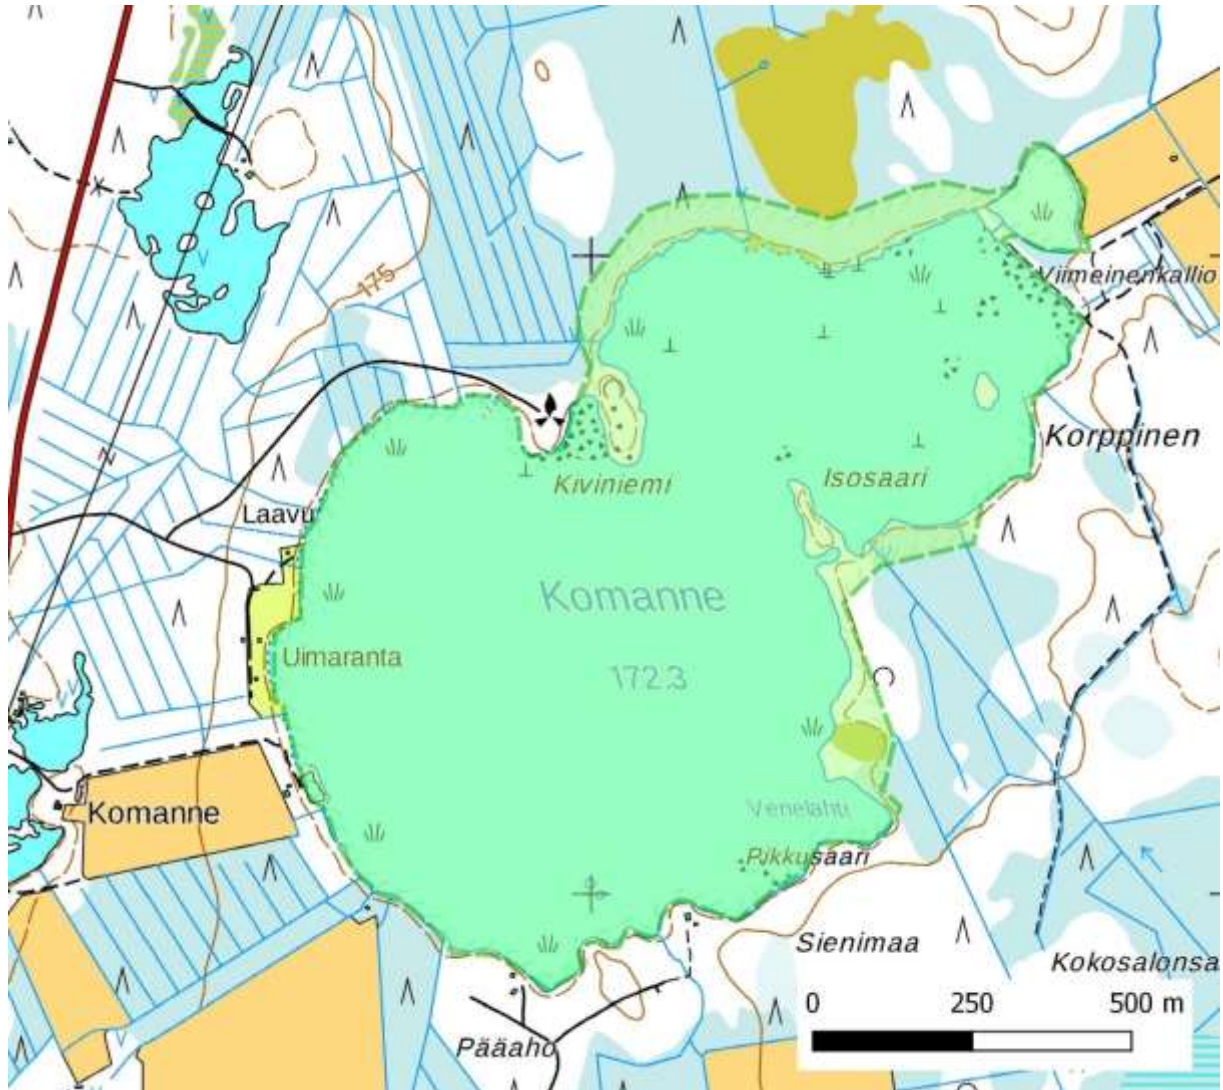 Viimeinenkallio
175
Korppinen
Kiviniemi
Isosaari
Laavu
Komanne
Uimaranta
172.3
Venelahti
Komanne
Pikkusaari
Sienimaa
Kokosalonsa
0 250 500 m
Pääaho